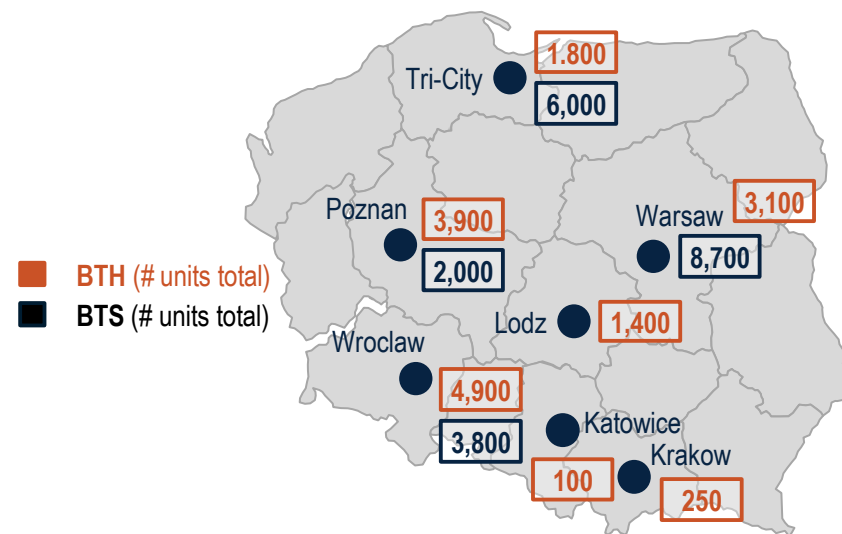 1.800
Tri-City
6,000
Poznan
3,900
2,000
3,100
Warsaw
8,700
BTH (# units total)
BTS (# units total)
Lodz
1,400
Wroclaw
4,900
3,800
Katowice
100
Krakow
250